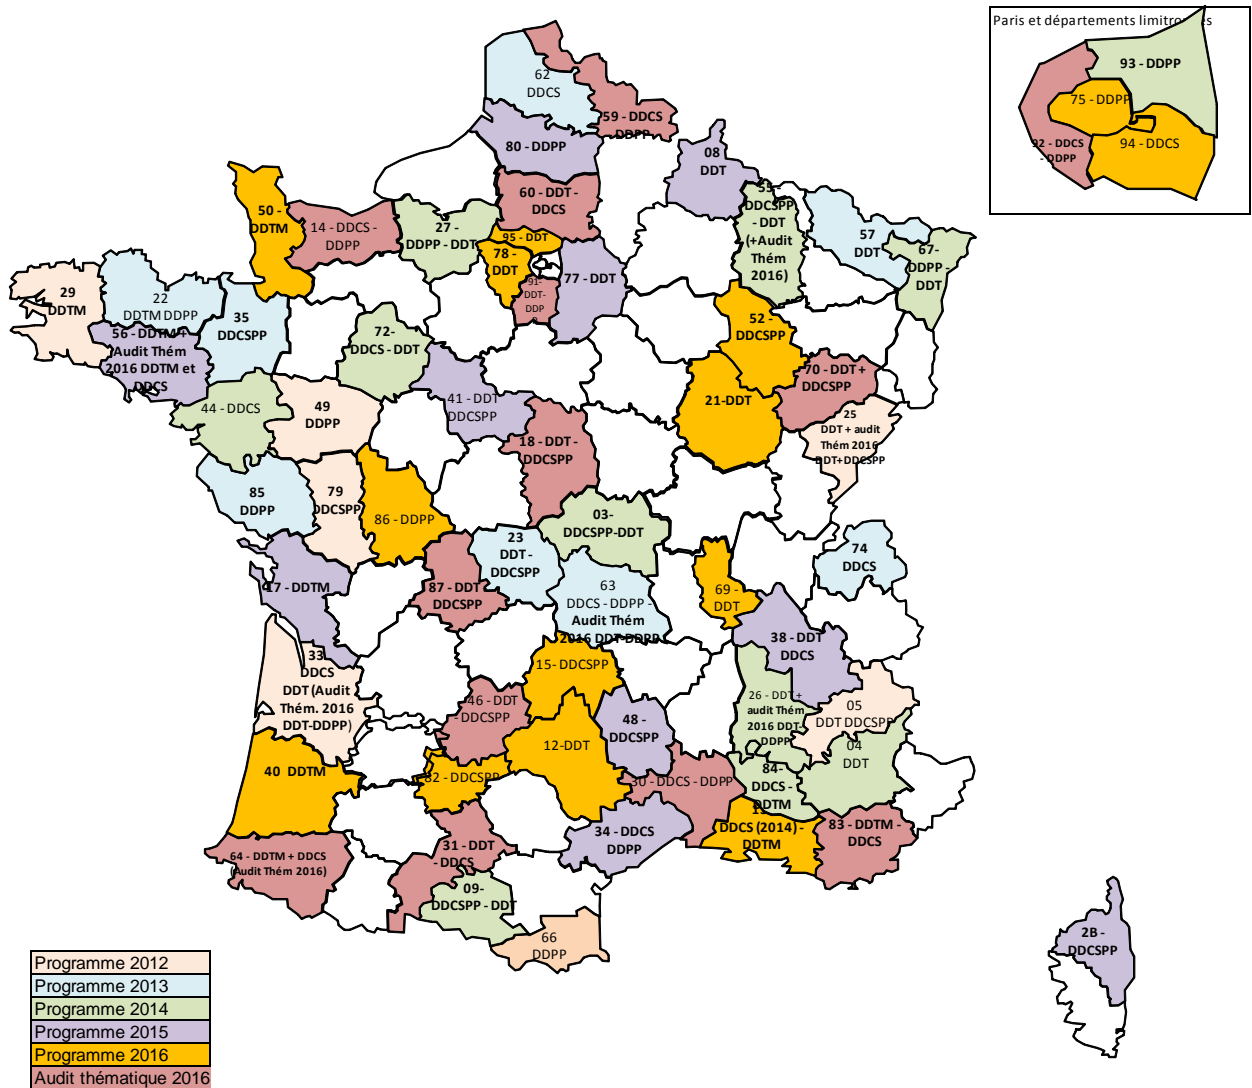 Paris et départements limitrophes
93 - DDPP
75 - DDPP
92 - DDCS
- DDPP
94 - DDCS
62
DDCS
59 - DDCS
DDPP
80 - DDPP
08
DDT
60 - DDT -
DDCS
55-
DDCSPP
- DDT
(+Audit
Thém
2016)
57
DDT
67-
DDPP -
DDT
50 -
DDTM
14 - DDCS -
DDPP
27 -
DDPP - DDT
95 - DDT
78 -
DDT
77 - DDT
91-
DDT-
DDP
29
DDTM
22
DDTM DDPP
35
DDCSPP
56 - DDTM +
Audit Thém
2016 DDTM et
DDCS
72-
DDCS - DDT
52 -
DDCSPP
70 - DDT +
DDCSPP
44 - DDCS
49
DDPP
41 - DDT
DDCSPP
21-DDT
25
DDT + audit
Thém 2016
DDT+DDCSPP
18 - DDT -
DDCSPP
85
DDPP
79
DDCSPP
86 - DDPP
03-
DDCSPP-DDT
23
DDT -
DDCSPP
74
DDCS
17 - DDTM
87 - DDT
DDCSPP
63
DDCS - DDPP -
Audit Thém
2016 DDT-DDPP
69 -
DDT
38 - DDT
DDCS
33
DDCS
DDT (Audit
Thém. 2016
DDT-DDPP)
15- DDCSPP
46 - DDT
- DDCSPP
48 -
DDCSPP
26 - DDT +
audit Thém
2016 DDT-
DDPP
05
DDT DDCSPP
04
DDT
40 DDTM
12-DDT
82 - DDCSPP
30 - DDCS - DDPP
84-
DDCS -
DDTM
DDCS (2014) -
DDTM
83 - DDTM -
DDCS
34 - DDCS
DDPP
64 - DDTM + DDCS
(Audit Thém 2016)
31 - DDT
- DDCS
09-
DDCSPP - DDT
66
DDPP
2B -
DDCSPP
Programme 2012
Programme 2013
Programme 2014
Programme 2015
Programme 2016
Audit thématique 2016